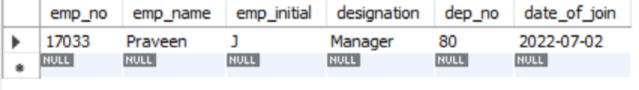 emp_no emp_name emp_initial designation dep_no date_of_join
17033 Praveen J Manager 80 2022-07-02
NULL NULL NULL NULL NULL NULL